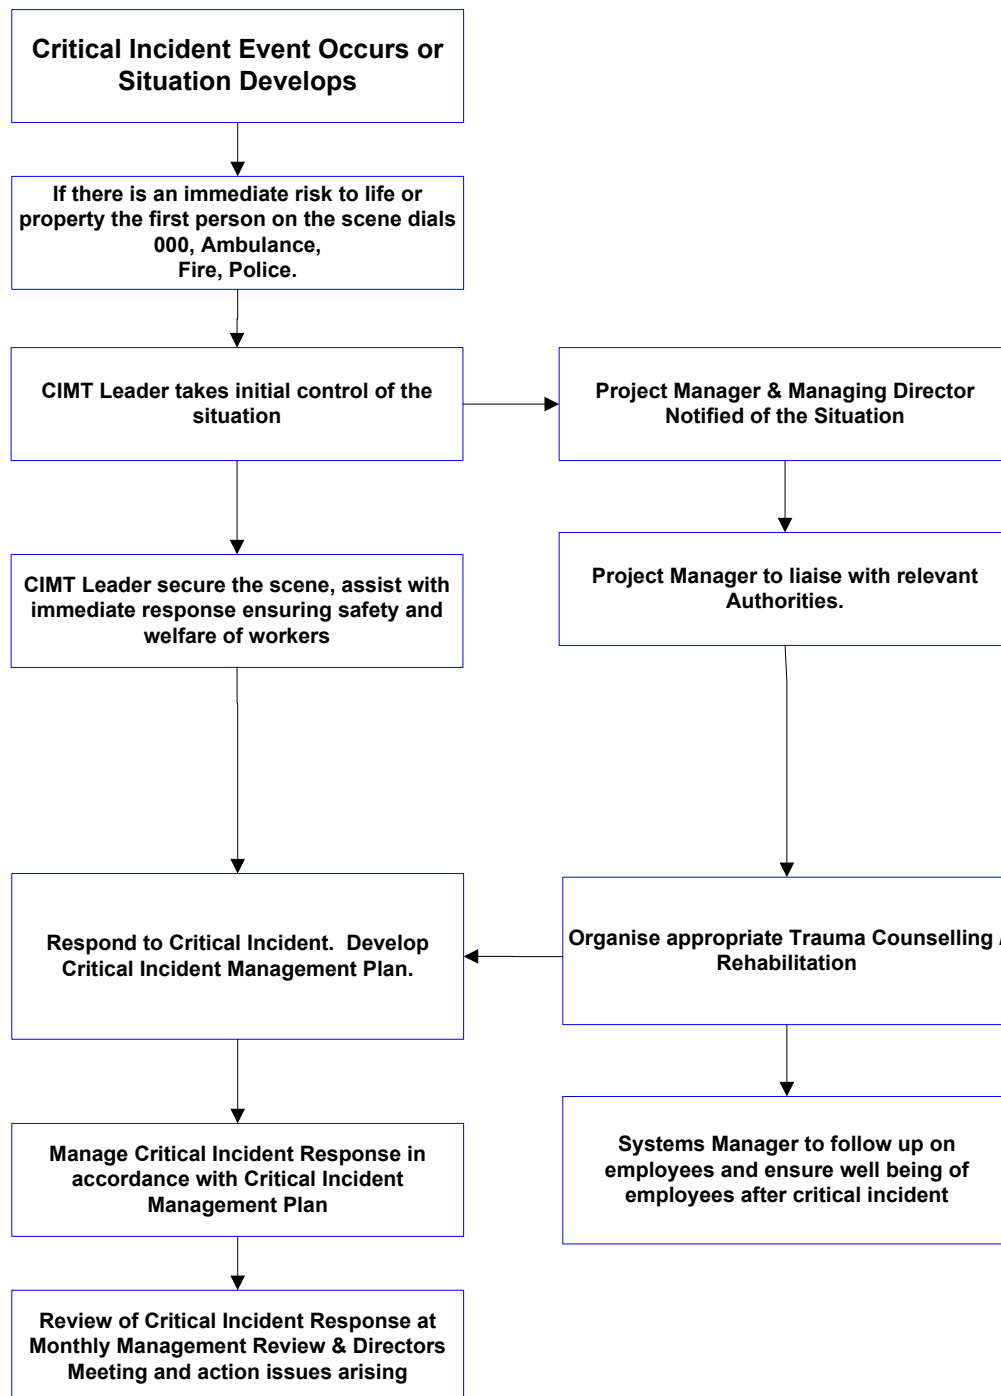 Critical Incident Event Occurs or
Situation Develops
If there is an immediate risk to life or
property the first person on the scene dials
000, Ambulance,
Fire, Police.
CIMT Leader takes initial control of the
situation
Project Manager & Managing Director
Notified of the Situation
CIMT Leader secure the scene, assist with
immediate response ensuring safety and
welfare of workers
Project Manager to liaise with relevant
Authorities.
Respond to Critical Incident.  Develop
Critical Incident Management Plan.
Organise appropriate Trauma Counselling /
Rehabilitation
Manage Critical Incident Response in
accordance with Critical Incident
Management Plan
Systems Manager to follow up on
employees and ensure well being of
employees after critical incident
Review of Critical Incident Response at
Monthly Management Review & Directors
Meeting and action issues arising